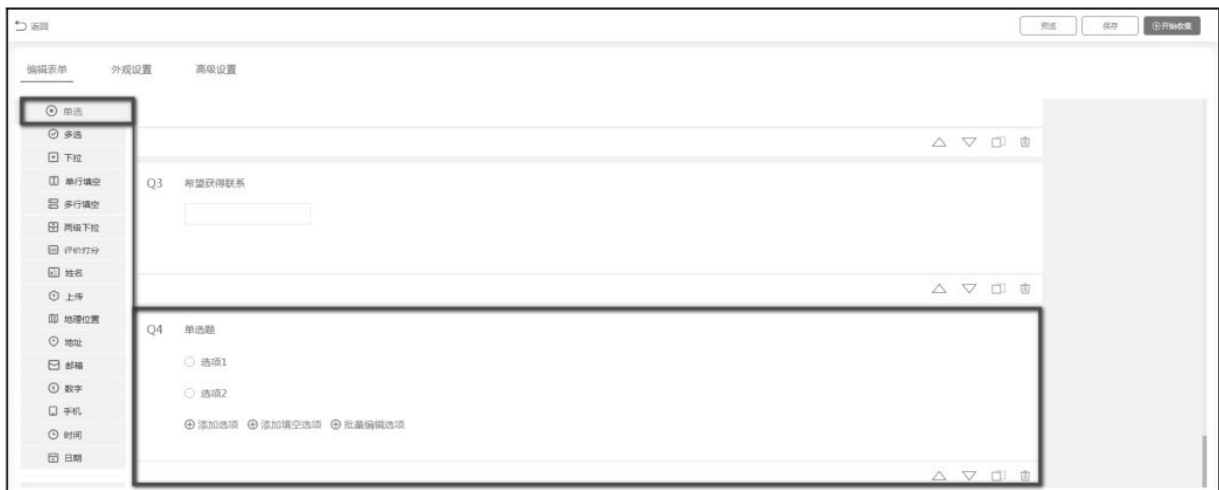 返回 预览 保存 开始收集
编辑表单 外观设置 高级设置
单选
多选
下拉
单行填空
多行填空
两级下拉
评价打分
姓名
上传
地理位置
地址
邮箱
数字
手机
时间
日期
Q3 希望获得联系
Q4 单选题
选项1
选项2
添加选项 添加填空选项 批量编辑选项